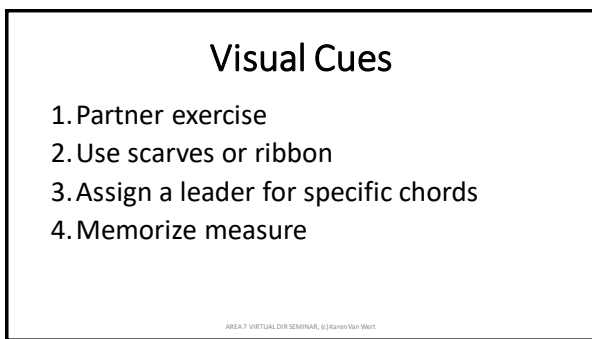 Visual Cues
1. Partner exercise
2. Use scarves or ribbon
3. Assign a leader for specific chords
4. Memorize measure
AREA 7 VIRTUAL DIR SEMINAR, (c) Karen Van Wert